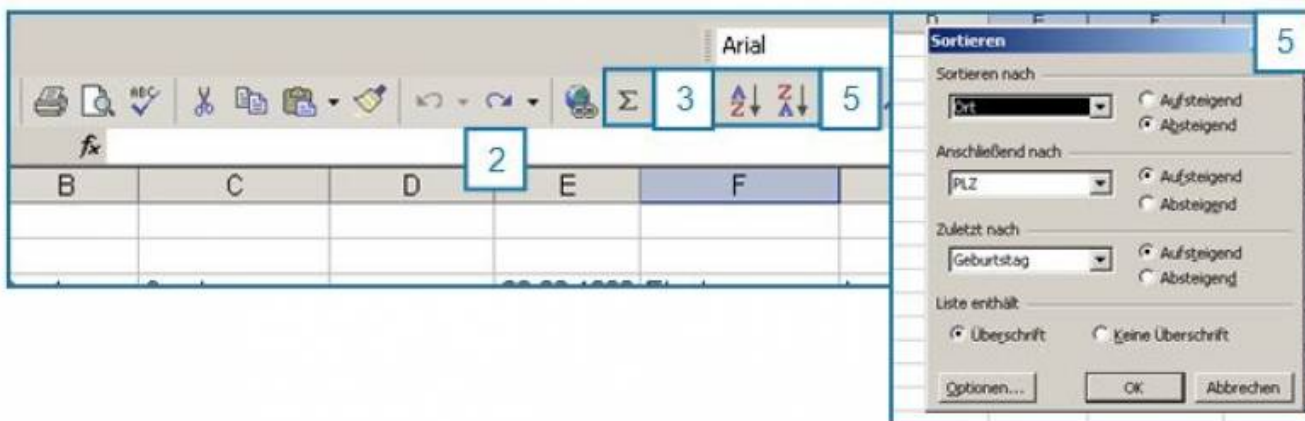 Arial
ABC
Σ 3 A Z Z A 5
fx
2
B C D E F
D E F
Sortieren 5
Sortieren nach
Ort
Aufsteigend
Absteigend
Anschließend nach
PLZ
Aufsteigend
Absteigend
Zuletzt nach
Geburtstag
Aufsteigend
Absteigend
Liste enthält
Überschrift Keine Überschrift
Optionen... OK Abbrechen